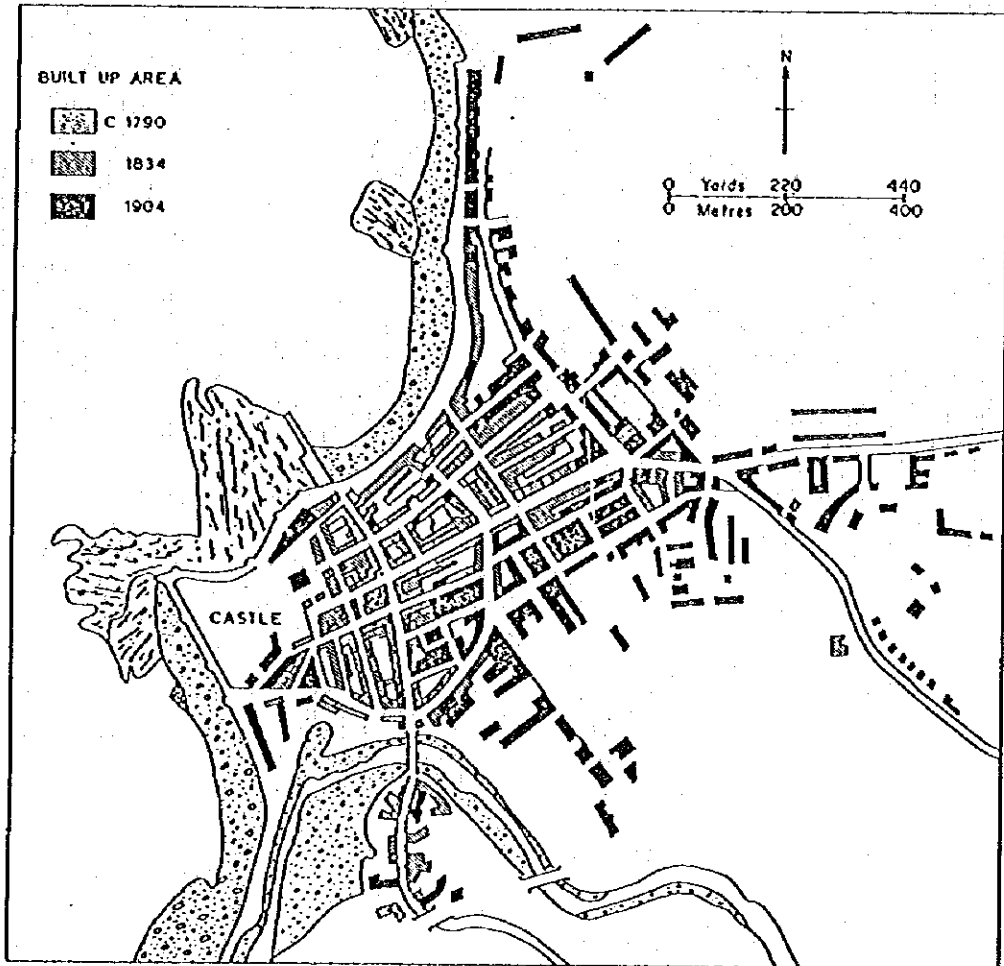 BUILT UP AREA
C 1790
1834
1904
N
0 Yards 220 440
0 Metres 200 400
CASTLE